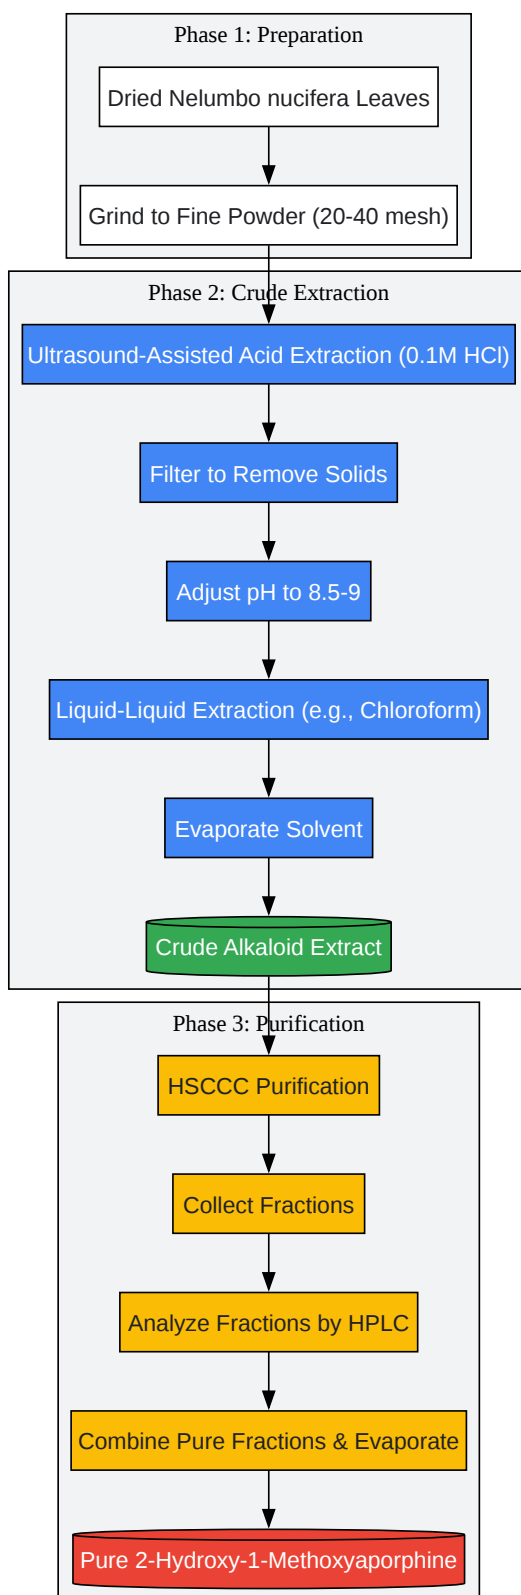 Phase 1: Preparation
Dried Nelumbo nucifera Leaves
Grind to Fine Powder (20-40 mesh)
Phase 2: Crude Extraction
Ultrasound-Assisted Acid Extraction (0.1M HCl)
Filter to Remove Solids
Adjust pH to 8.5-9
Liquid-Liquid Extraction (e.g., Chloroform)
Evaporate Solvent
Crude Alkaloid Extract
Phase 3: Purification
HSCCC Purification
Collect Fractions
Analyze Fractions by HPLC
Combine Pure Fractions & Evaporate
Pure 2-Hydroxy-1-Methoxyaporphine